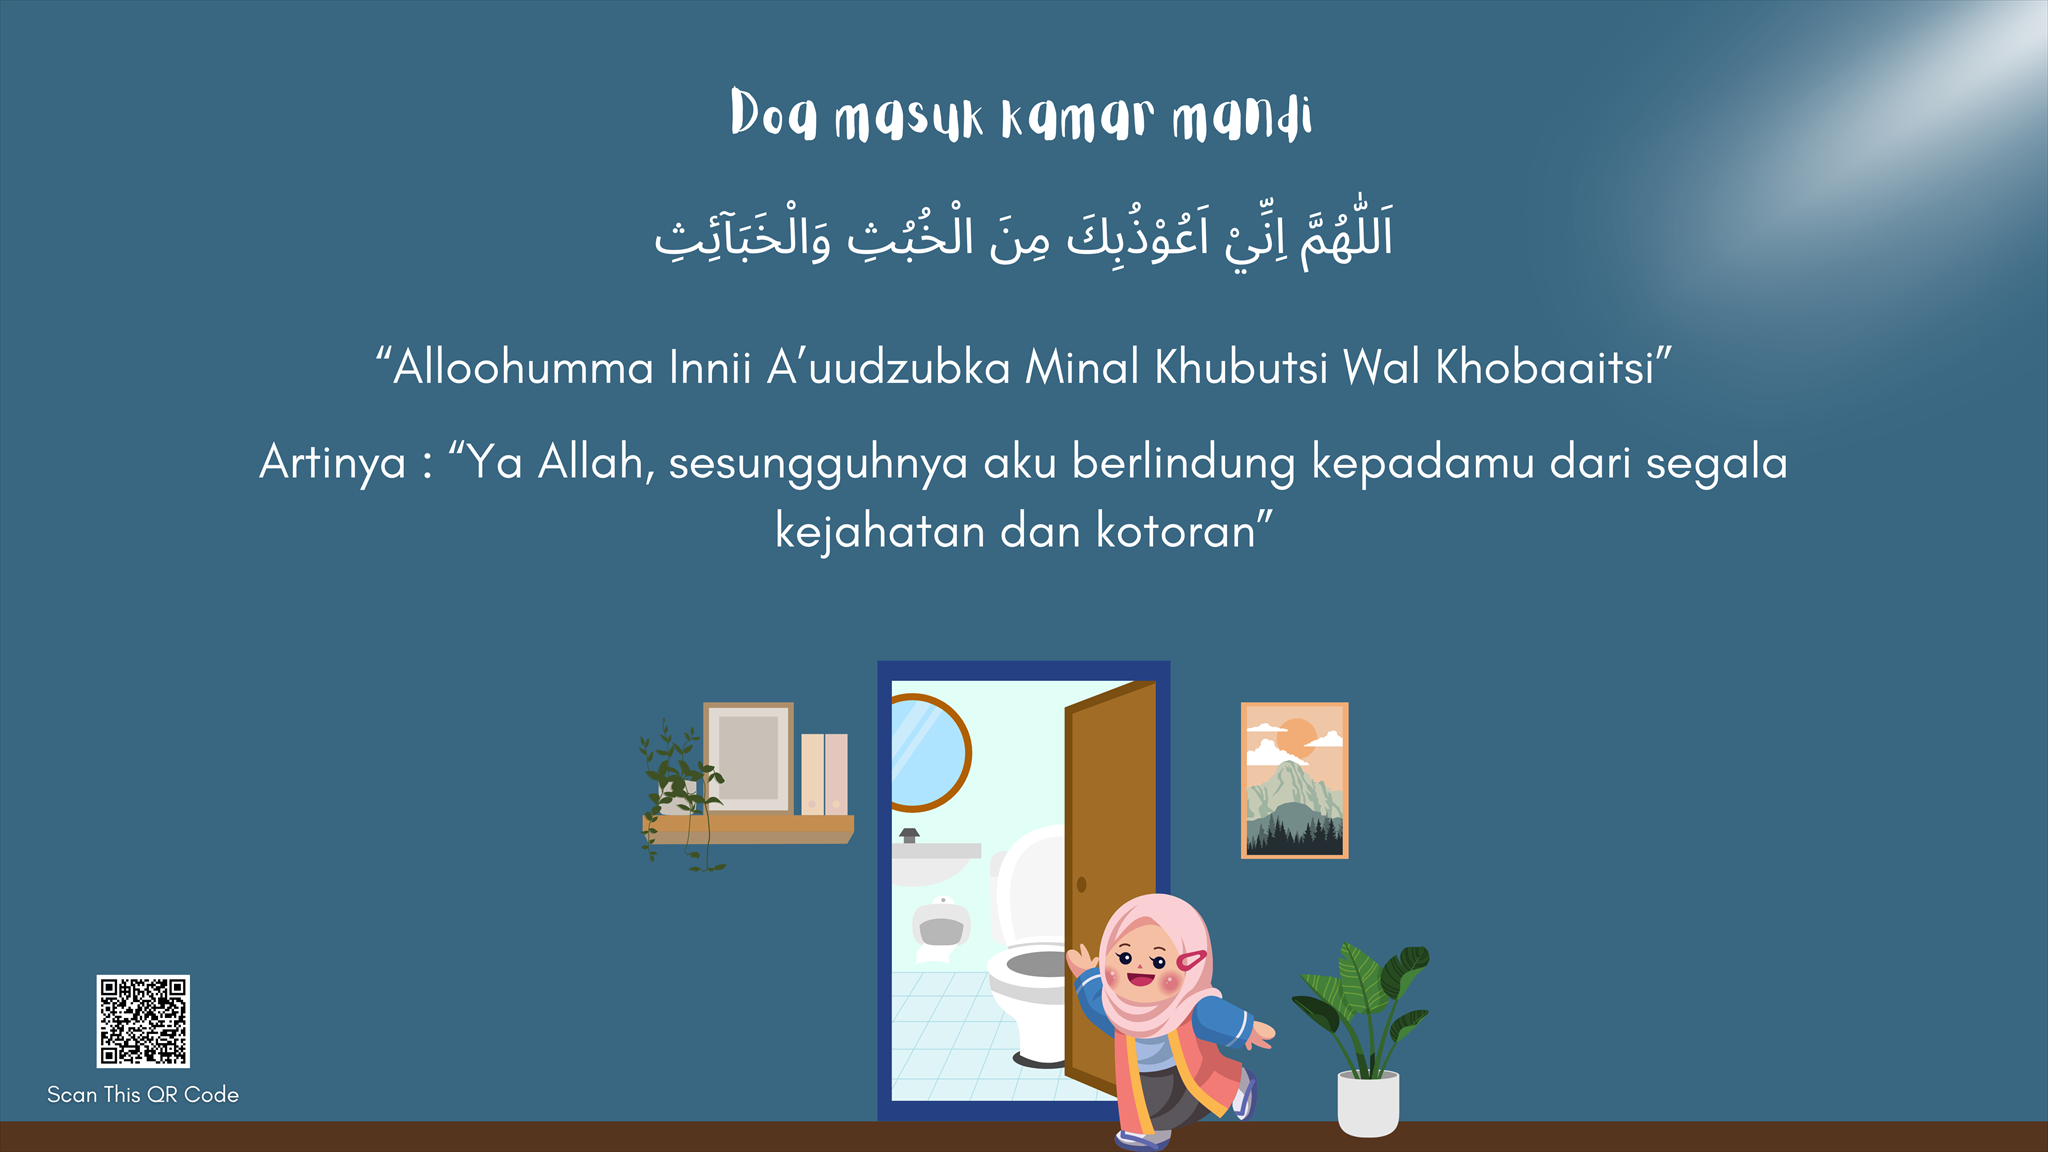 Doa masuk kamar mandi
اَللّٰهُمَّ اِنِّيْ اَعُوْذُبِكَ مِنَ الْخُبُثِ وَالْخَبَآئِثِ
“Alloohumma Innii A’uudzubka Minal Khubutsi Wal Khobaaitsi”
Artinya : “Ya Allah, sesungguhnya aku berlindung kepadamu dari segala
kejahatan dan kotoran”
Scan This QR Code